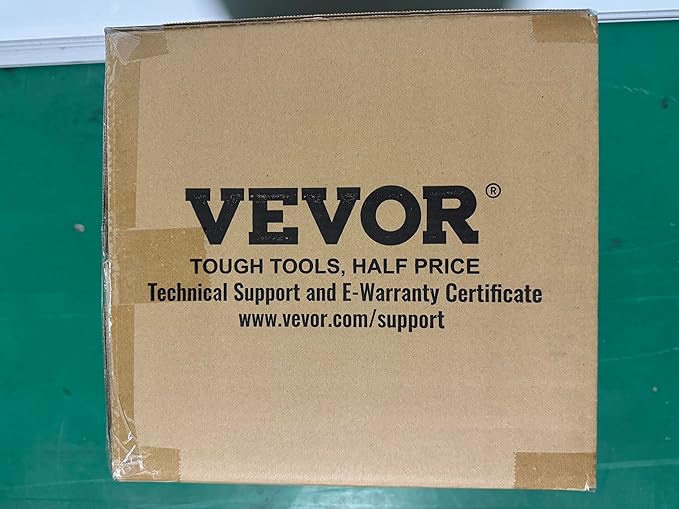 VEVOR®
TOUGH TOOLS, HALF PRICE
Technical Support and E-Warranty Certificate
www.vevor.com/support